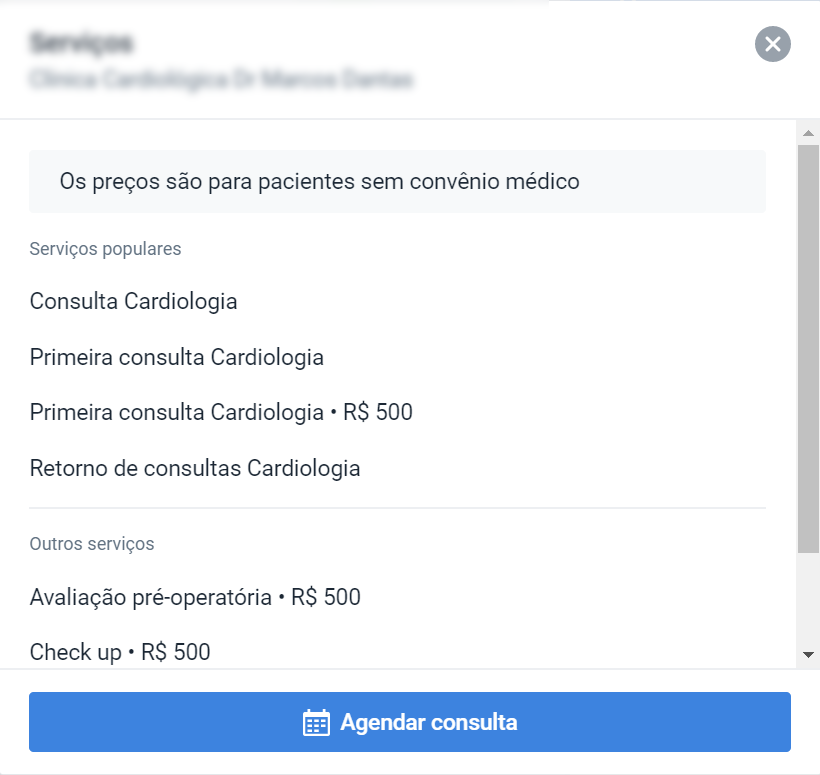 Serviços
Clínica Cardiológica Dr Marcos Dantas
Os preços são para pacientes sem convênio médico
Serviços populares
Consulta Cardiologia
Primeira consulta Cardiologia
Primeira consulta Cardiologia • R$ 500
Retorno de consultas Cardiologia
Outros serviços
Avaliação pré-operatória • R$ 500
Check up • R$ 500
Agendar consulta